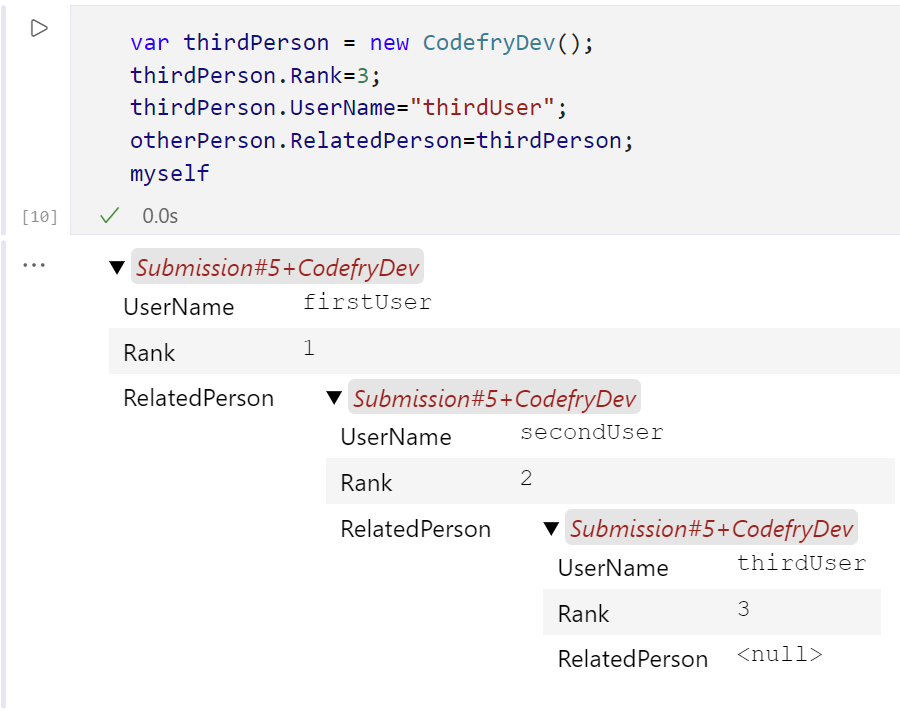 var thirdPerson = new CodefryDev();
thirdPerson.Rank=3;
thirdPerson.UserName="thirdUser";
otherPerson.RelatedPerson=thirdPerson;
myself
[10] 0.0s
Submission#5+CodefryDev
UserName firstUser
Rank 1
RelatedPerson Submission#5+CodefryDev
UserName secondUser
Rank 2
RelatedPerson Submission#5+CodefryDev
UserName thirdUser
Rank 3
RelatedPerson <null>